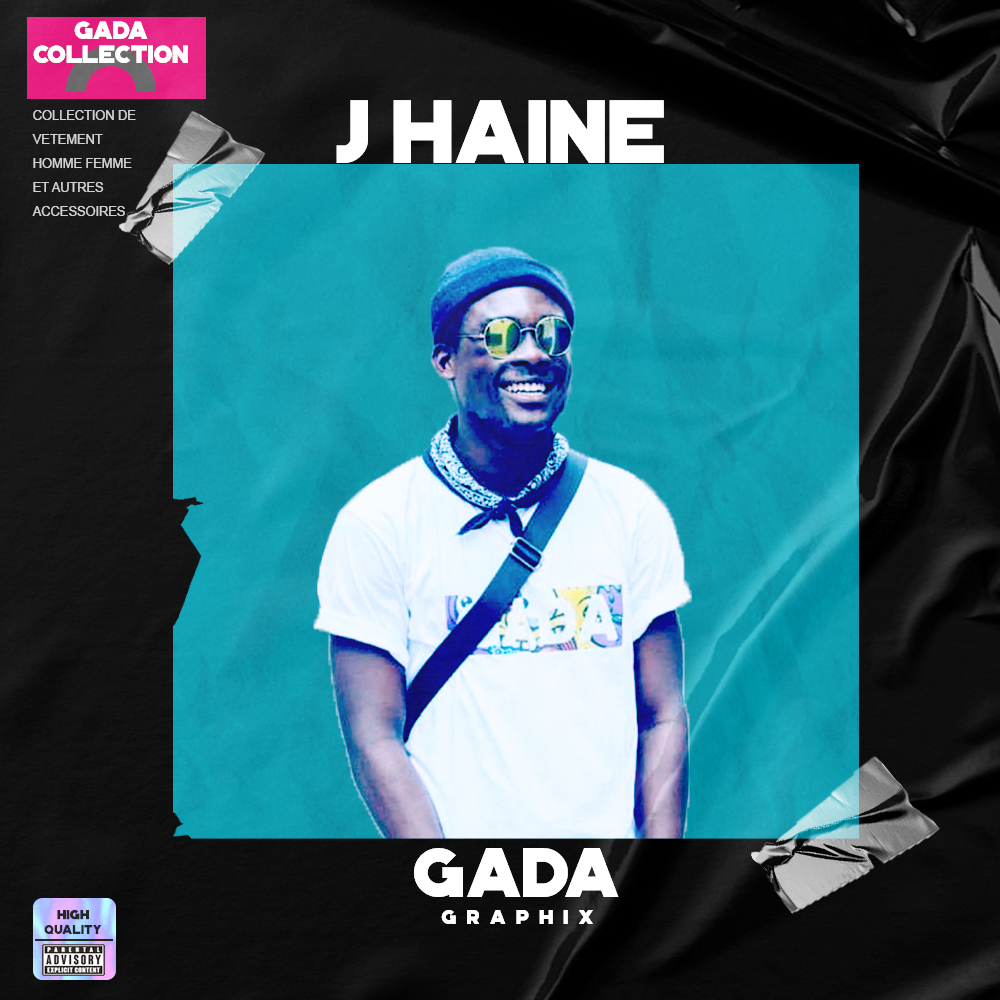 GADA
COLLECTION
COLLECTION DE
VETEMENT
HOMME FEMME
ET AUTRES
ACCESSOIRES
J HAINE
GADA
GADA
GRAPHIX
HIGH
QUALITY
PARENTAL
ADVISORY
EXPLICIT CONTENT